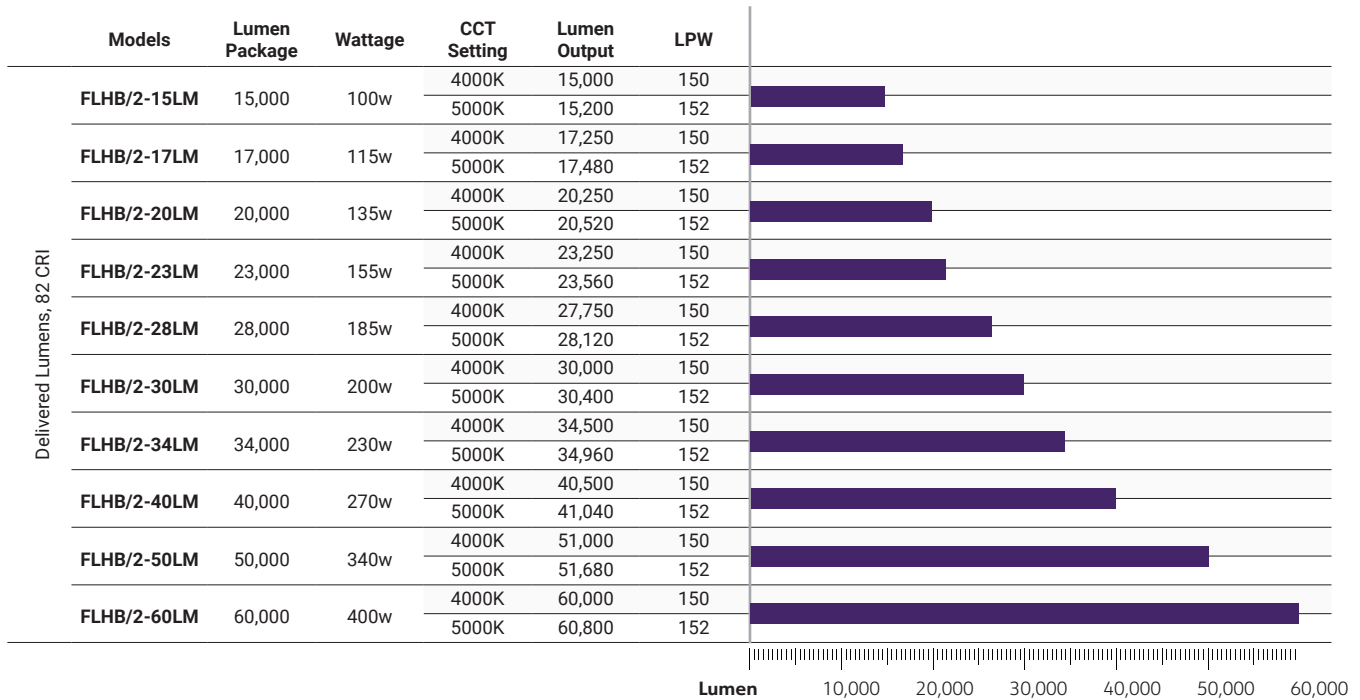 Models Lumen Package Wattage CCT Setting Lumen Output LPW
Delivered Lumens, 82 CRI
FLHB/2-15LM 15,000 100w 4000K 15,000 150
5000K 15,200 152
FLHB/2-17LM 17,000 115w 4000K 17,250 150
5000K 17,480 152
FLHB/2-20LM 20,000 135w 4000K 20,250 150
5000K 20,520 152
FLHB/2-23LM 23,000 155w 4000K 23,250 150
5000K 23,560 152
FLHB/2-28LM 28,000 185w 4000K 27,750 150
5000K 28,120 152
FLHB/2-30LM 30,000 200w 4000K 30,000 150
5000K 30,400 152
FLHB/2-34LM 34,000 230w 4000K 34,500 150
5000K 34,960 152
FLHB/2-40LM 40,000 270w 4000K 40,500 150
5000K 41,040 152
FLHB/2-50LM 50,000 340w 4000K 51,000 150
5000K 51,680 152
FLHB/2-60LM 60,000 400w 4000K 60,000 150
5000K 60,800 152
Lumen 10,000 20,000 30,000 40,000 50,000 60,000